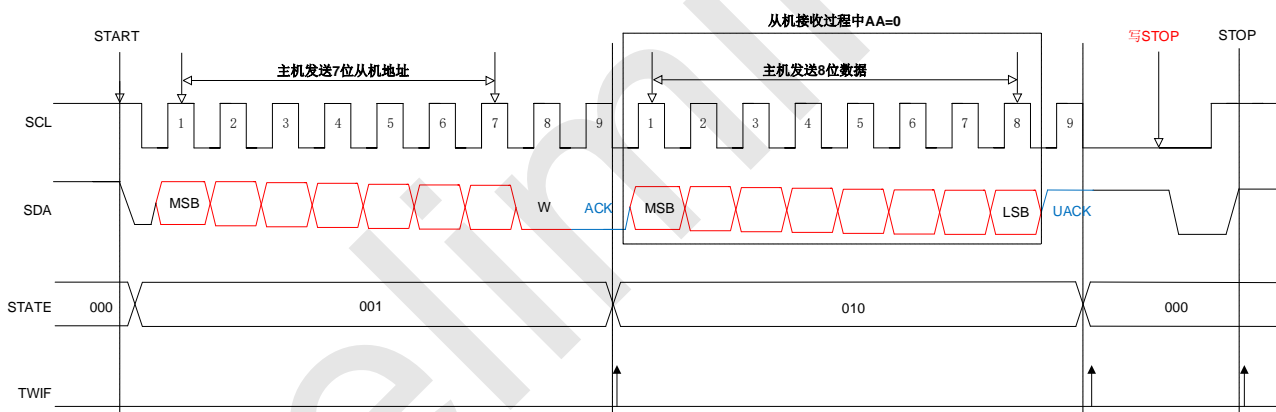 从机接收过程中AA=0
START
写STOP
STOP
主机发送7位从机地址
主机发送8位数据
SCL 1 2 3 4 5 6 7 8 9 1 2 3 4 5 6 7 8 9
SDA MSB W ACK MSB LSB UACK
STATE 000 001 010 000
TWIF